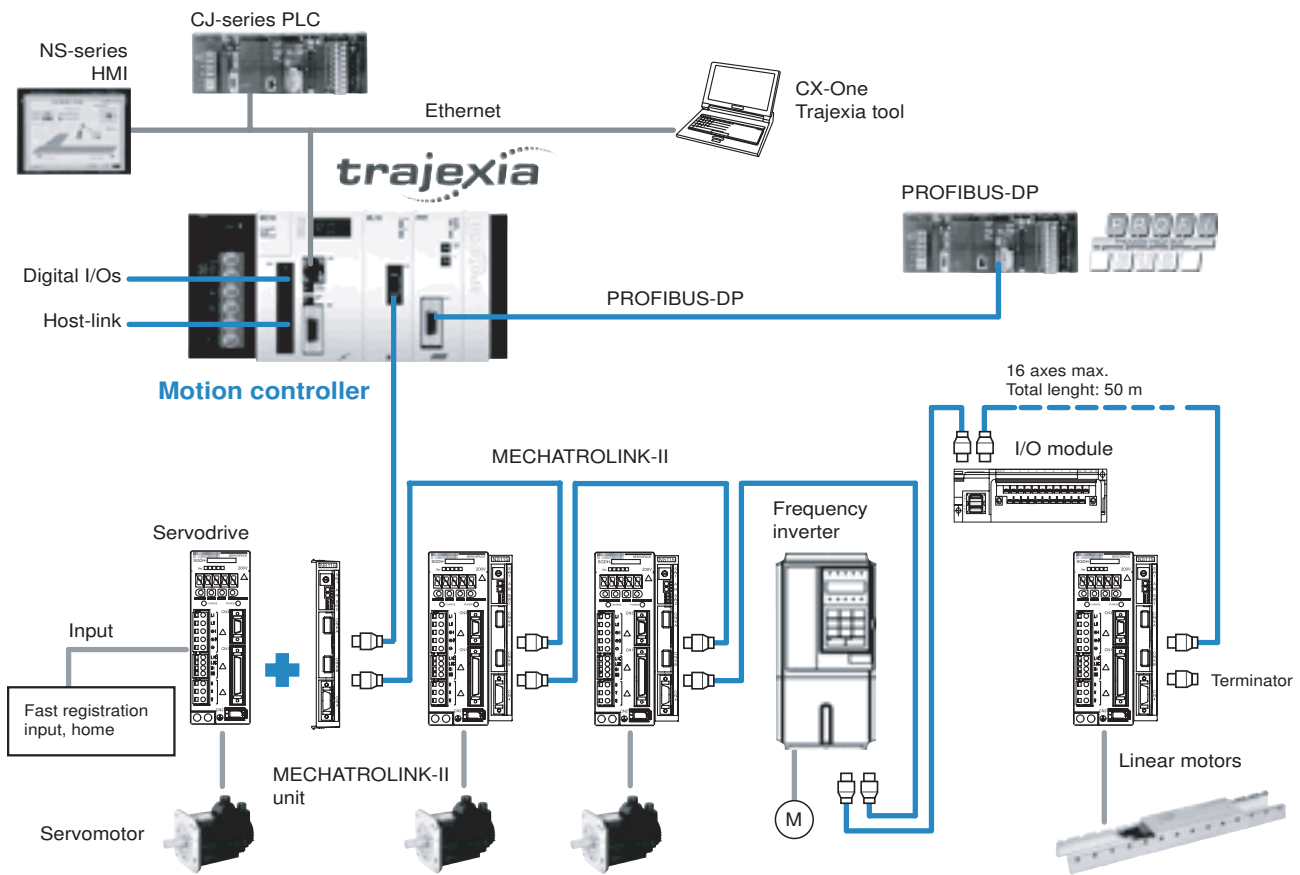 CJ-series PLC
NS-series
HMI
Ethernet
CX-One
Trajexia tool
trajexia
PROFIBUS-DP
Digital I/Os
PROFIBUS-DP
Host-link
Motion controller
16 axes max.
Total lenght: 50 m
MECHATROLINK-II
I/O module
Servodrive
Frequency
inverter
Input
Fast registration
input, home
Terminator
MECHATROLINK-II
unit
Linear motors
Servomotor
M